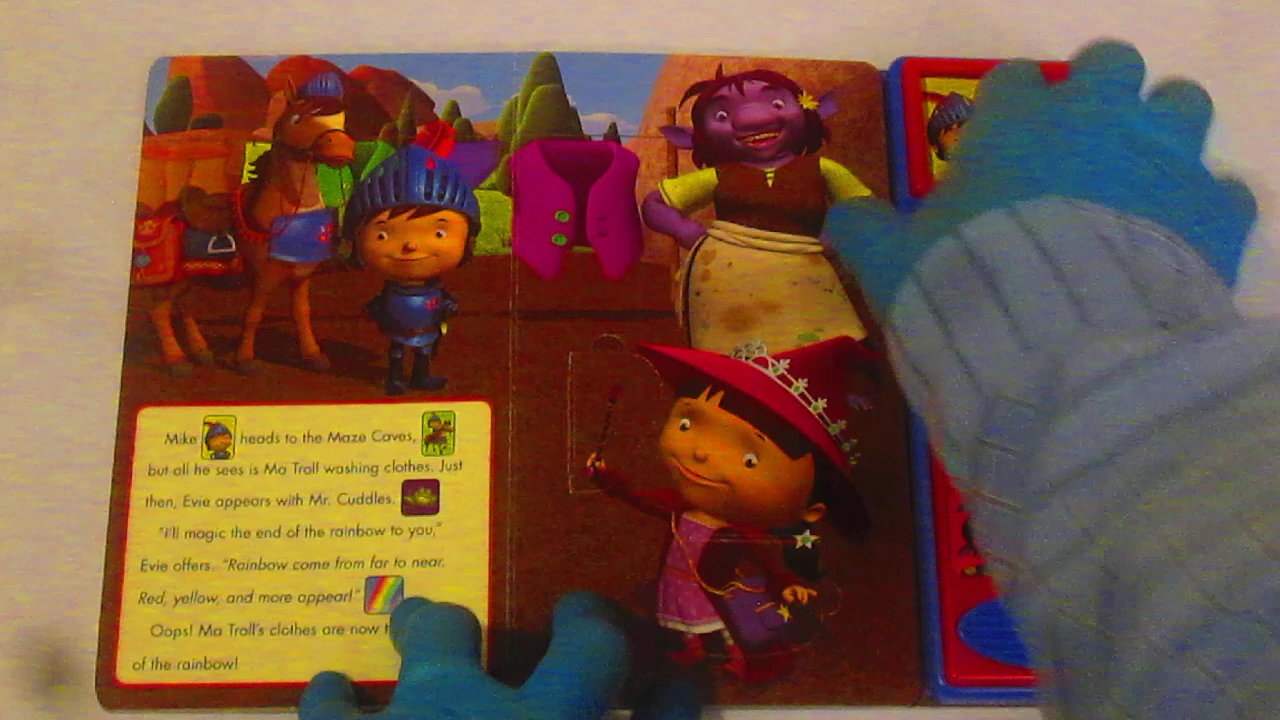 Mike heads to the Maze Caves,
but all he sees is Ma Troll washing clothes. Just
then, Evie appears with Mr. Cuddles.
"I'll magic the end of the rainbow to you,"
Evie offers. "Rainbow come from far to near.
Red, yellow, and more appear!"
Oops! Ma Troll's clothes are now
of the rainbow!